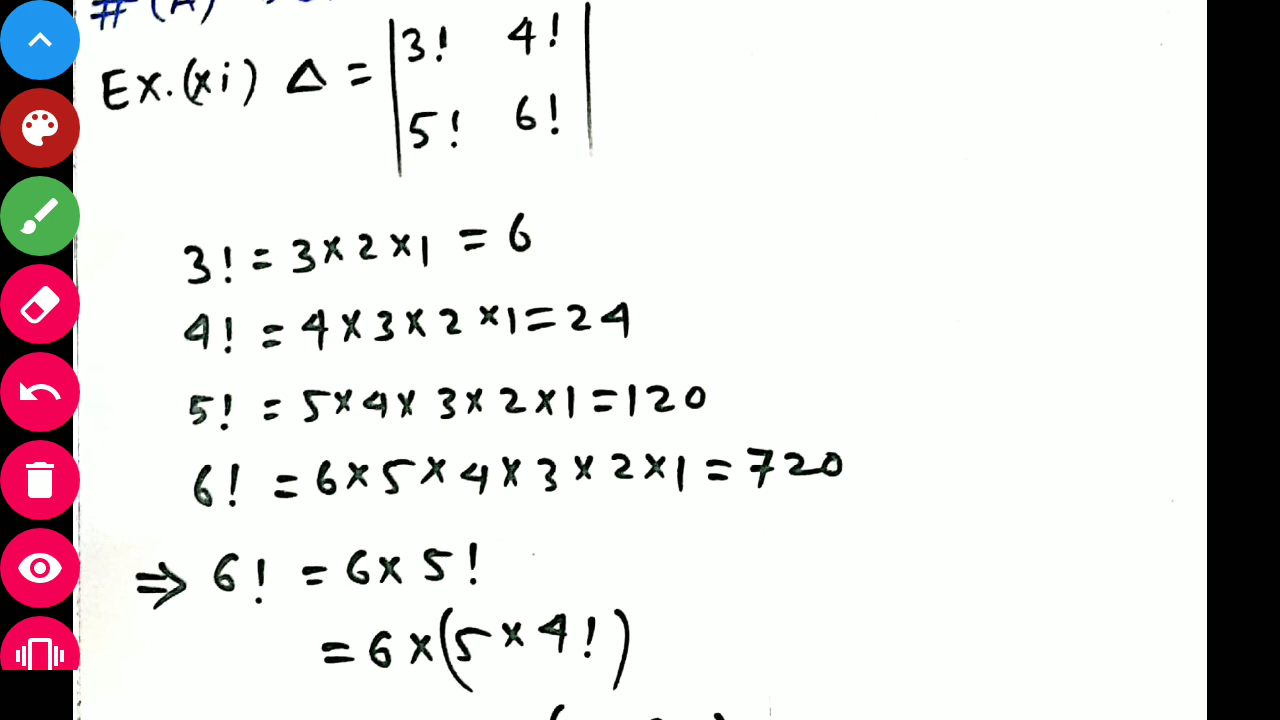 # (A)
Ex.(xi) Δ = | 3! 4! |
| 5! 6! |
3! = 3×2×1 = 6
4! = 4×3×2×1=24
5! = 5×4×3×2×1=120
6! = 6×5×4×3×2×1=720
⇒ 6! = 6×5!
= 6×(5×4!)